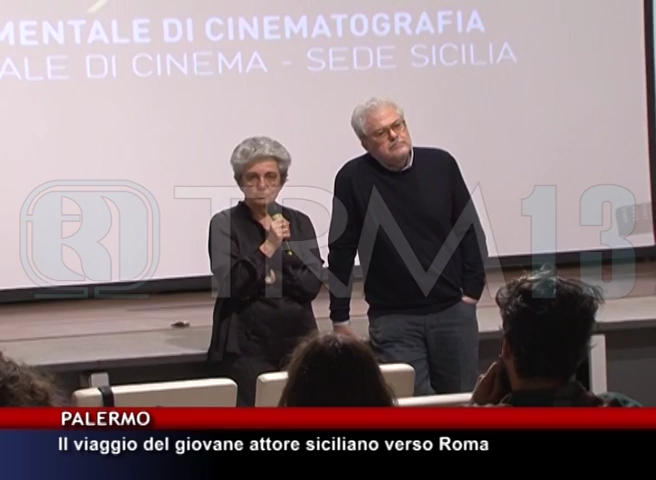 MENTALE DI CINEMATOGRAFIA
ALE DI CINEMA - SEDE SICILIA
TRM 13
PALERMO
Il viaggio del giovane attore siciliano verso Roma